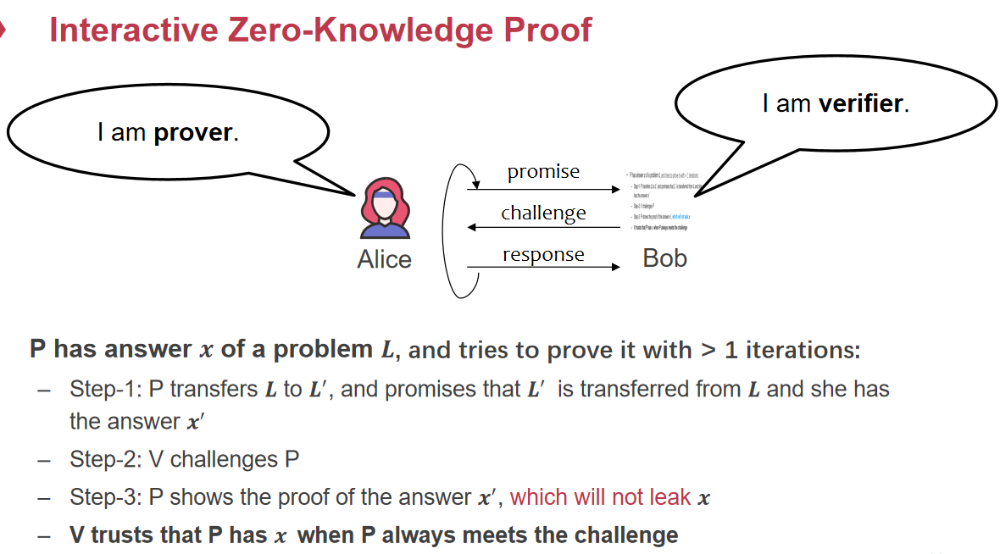 Interactive Zero-Knowledge Proof
I am prover.
I am verifier.
promise
challenge
response
Alice
Bob
P has answer x of a problem L, and tries to prove it with > 1 iterations:
– Step-1: P transfers L to L′, and promises that L′ is transferred from L and she has
the answer x′
– Step-2: V challenges P
– Step-3: P shows the proof of the answer x′, which will not leak x
– V trusts that P has x when P always meets the challenge